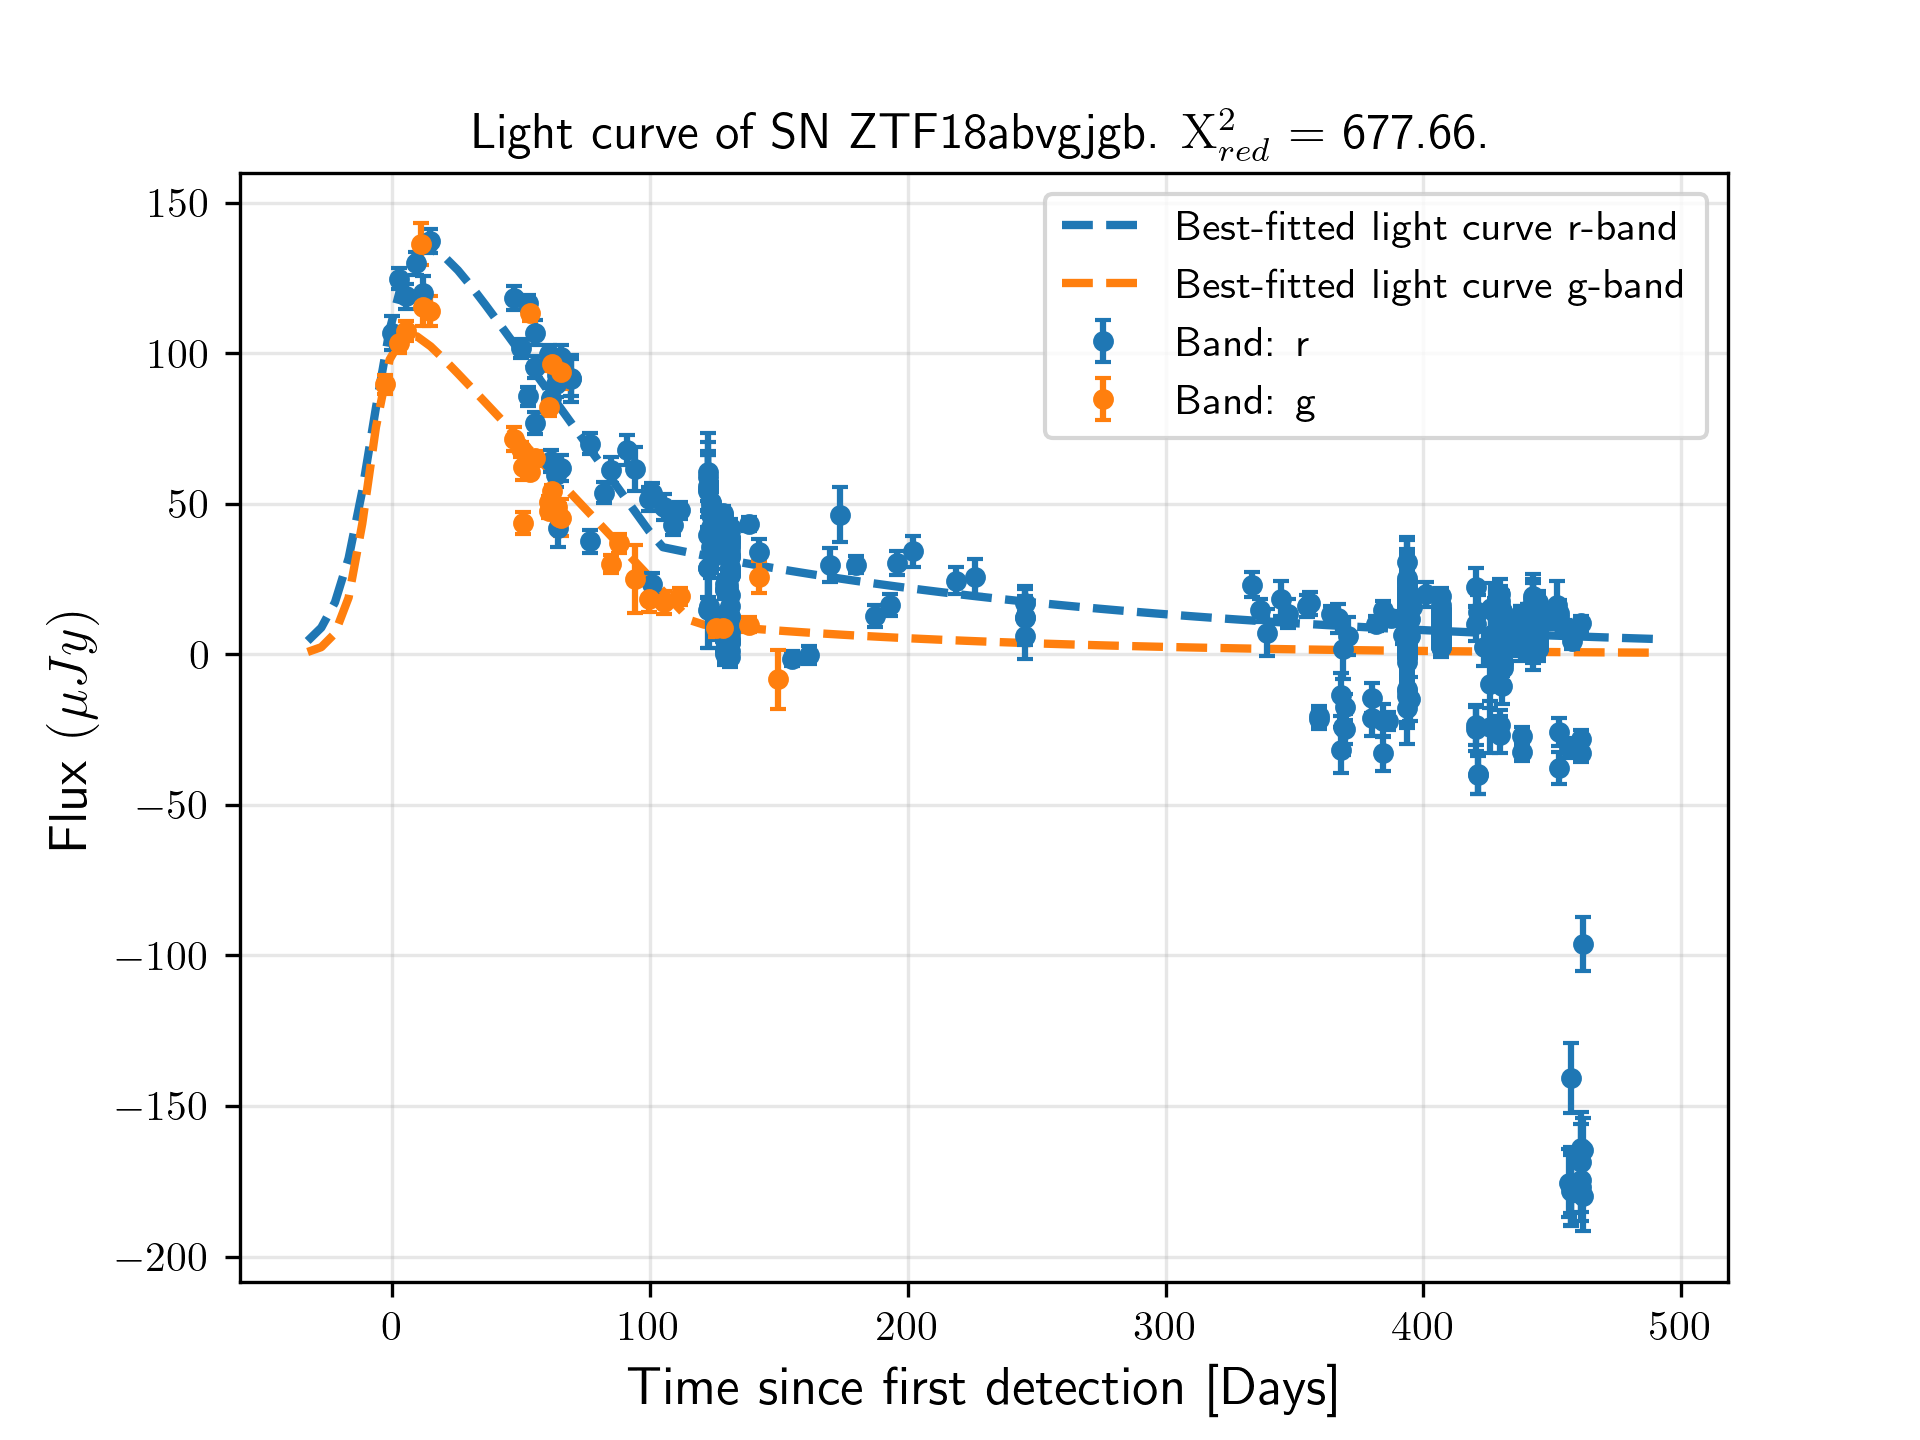 Light curve of SN ZTF18abvgjgb. X²_red = 677.66.
Best-fitted light curve r-band
Best-fitted light curve g-band
Band: r
Band: g
Flux (μJy)
150
100
50
0
−50
−100
−150
−200
0 100 200 300 400 500
Time since first detection [Days]